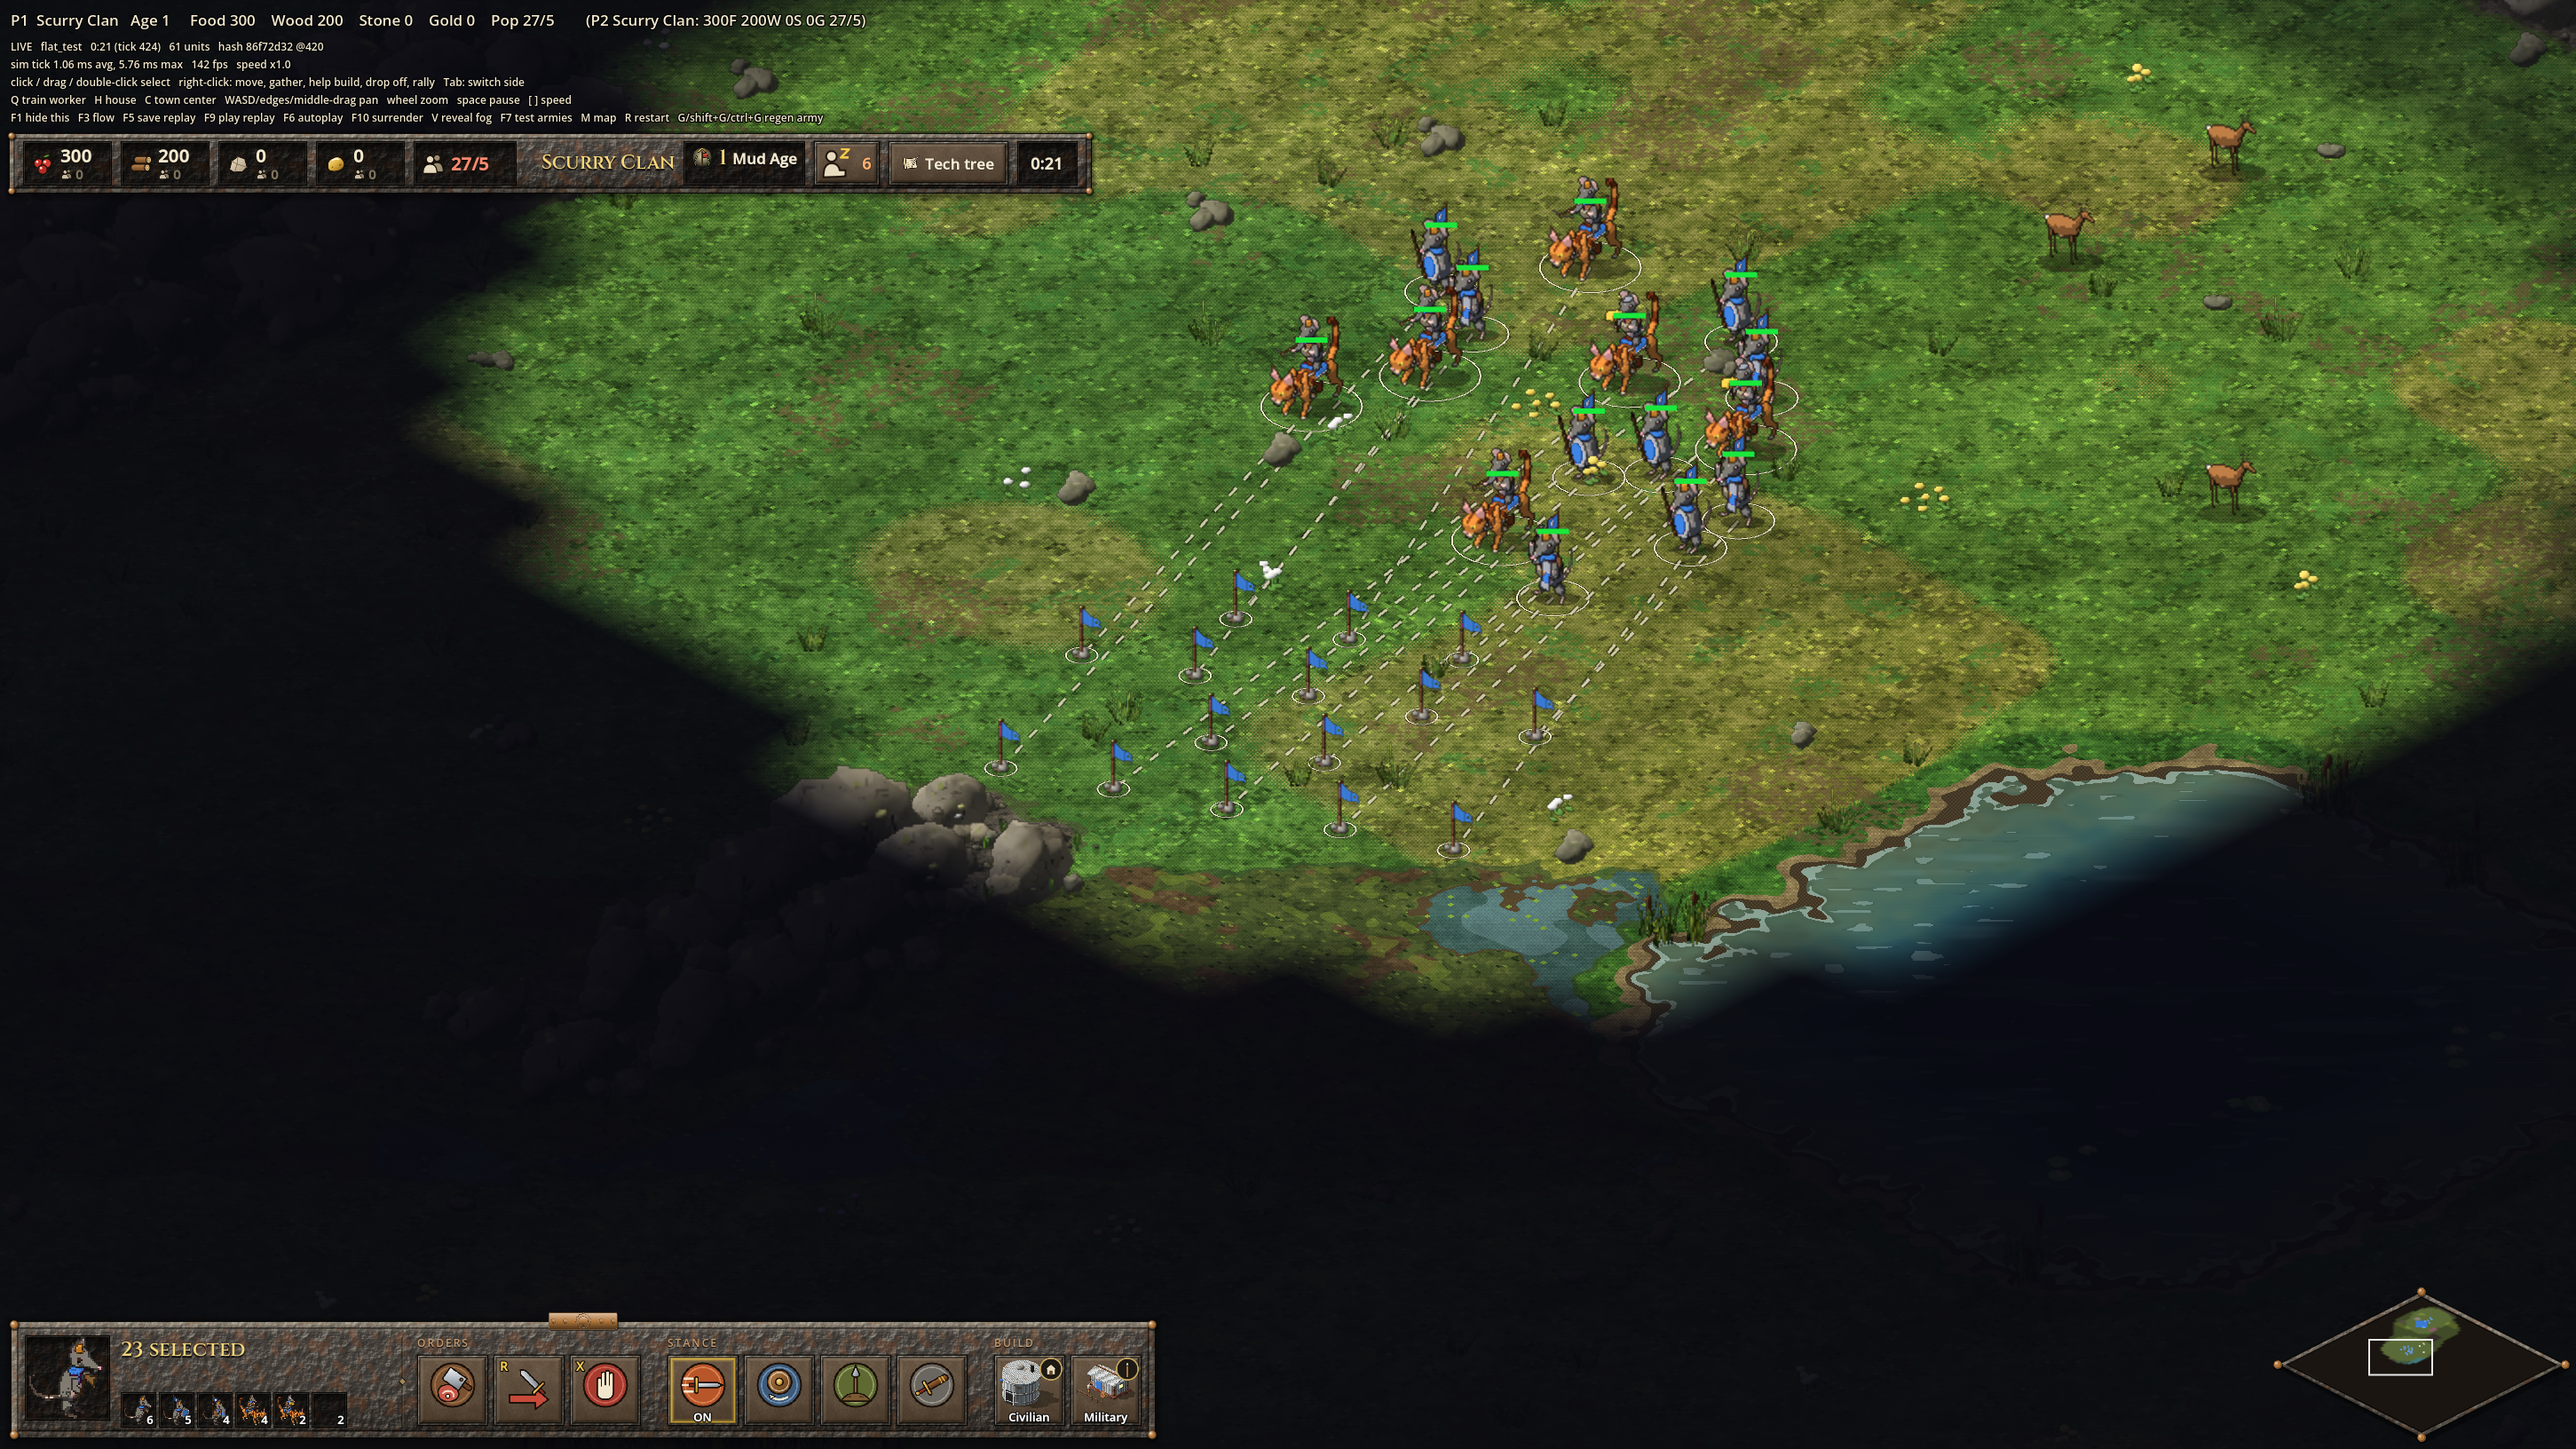 P1 Scurry Clan Age 1 Food 300 Wood 200 Stone 0 Gold 0 Pop 27/5 (P2 Scurry Clan: 300F 200W 0S 0G 27/5)
LIVE flat_test 0:21 (tick 424) 61 units hash 86f72d32 @420
sim tick 1.06 ms avg, 5.76 ms max 142 fps speed x1.0
click / drag / double-click select right-click: move, gather, help build, drop off, rally Tab: switch side
Q train worker H house C town center WASD/edges/middle-drag pan wheel zoom space pause [ ] speed
F1 hide this F3 flow F5 save replay F9 play replay F6 autoplay F10 surrender V reveal fog F7 test armies M map R restart G/shift+G/ctrl+G regen army
300 200 0 0 27/5 SCURRY CLAN 1 Mud Age Z 6 Tech tree 0:21
0 0 0 0
23 SELECTED ORDERS STANCE BUILD
R X
6 5 4 4 2 2 ON Civilian Military